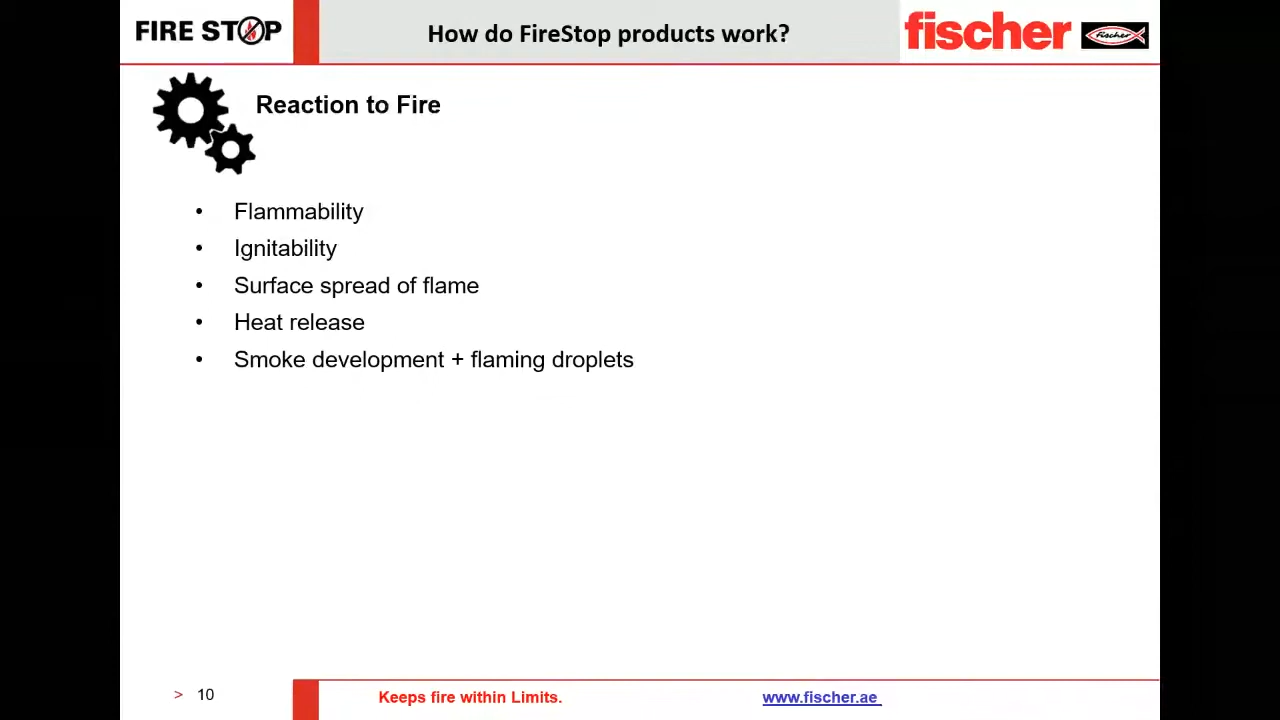 FIRE STOP
How do FireStop products work?
fischer
fischer
Reaction to Fire
• Flammability
• Ignitability
• Surface spread of flame
• Heat release
• Smoke development + flaming droplets
> 10
Keeps fire within Limits.
www.fischer.ae